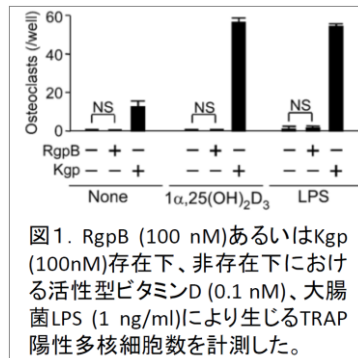 60
40
20
0
Osteoclasts (/well)
NS NS NS
RgpB − + − − + − − + −
Kgp − − + − − + − − +
None 1α,25(OH)₂D₃ LPS
図1. RgpB (100 nM)あるいはKgp
(100nM)存在下、非存在下におけ
る活性型ビタミンD (0.1 nM)、大腸
菌LPS (1 ng/ml)により生じるTRAP
陽性多核細胞数を計測した。